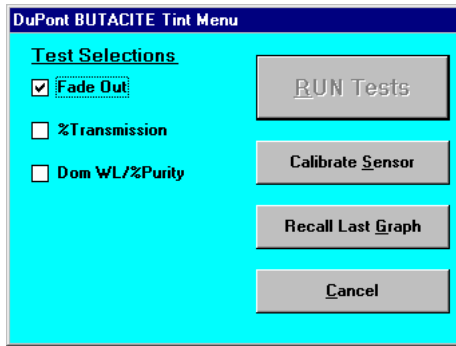 DuPont BUTACITE Tint Menu
Test Selections
Fade Out
%Transmission
Dom WL/%Purity
RUN Tests
Calibrate Sensor
Recall Last Graph
Cancel